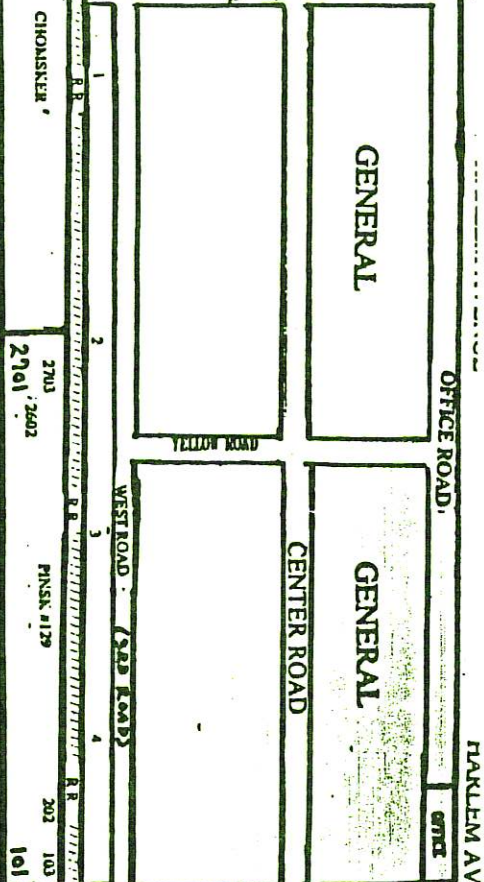 HARLEM AV
OFFICE ROAD
OFFICE
GENERAL
GENERAL
CENTER ROAD
YELLOW ROAD
WEST ROAD (3RD ROAD)
1
2
3
4
R R
R R
R R
CHOMSKER
2703
2701 2602
PINSK #129
202 103
101